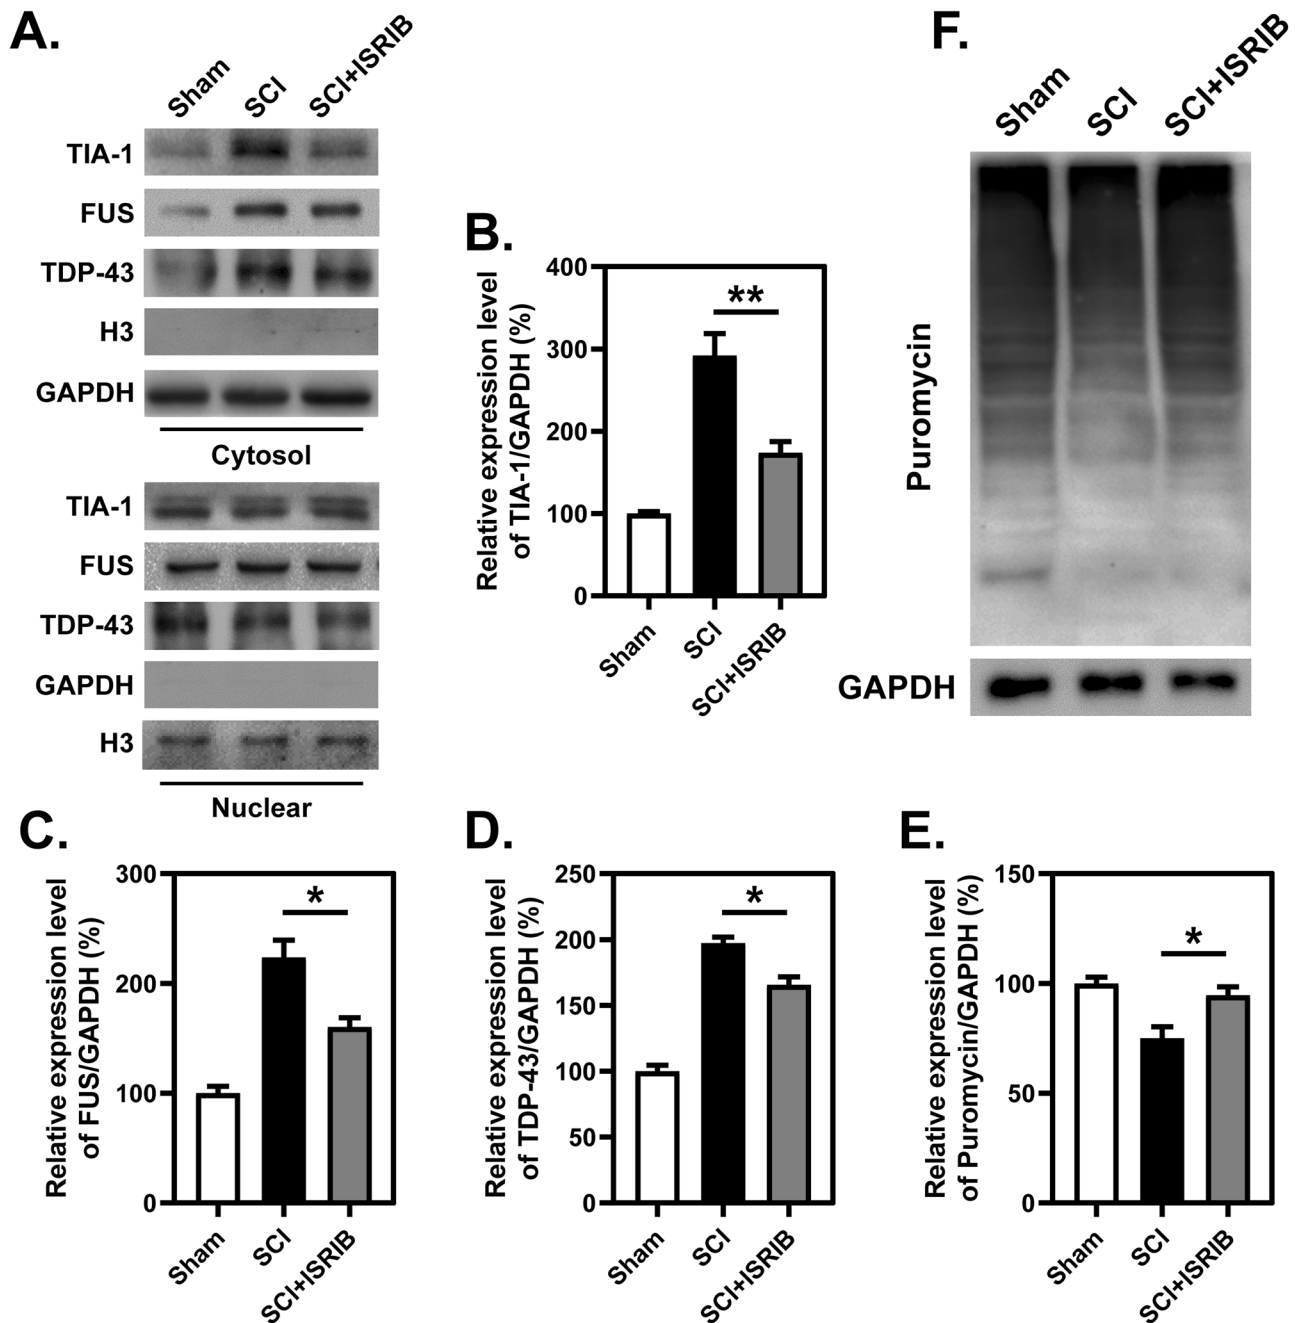 A.
Sham
SCI
SCI+ISRIB
TIA-1
FUS
TDP-43
H3
GAPDH
Cytosol
TIA-1
FUS
TDP-43
GAPDH
H3
Nuclear
B.
Relative expression level
of TIA-1/GAPDH (%)
400
300
200
100
0
**
Sham
SCI
SCI+ISRIB
F.
Sham
SCI
SCI+ISRIB
Puromycin
GAPDH
C.
Relative expression level
of FUS/GAPDH (%)
300
200
100
0
*
Sham
SCI
SCI+ISRIB
D.
Relative expression level
of TDP-43/GAPDH (%)
250
200
150
100
50
0
*
Sham
SCI
SCI+ISRIB
E.
Relative expression level
of Puromycin/GAPDH (%)
150
100
50
0
*
Sham
SCI
SCI+ISRIB